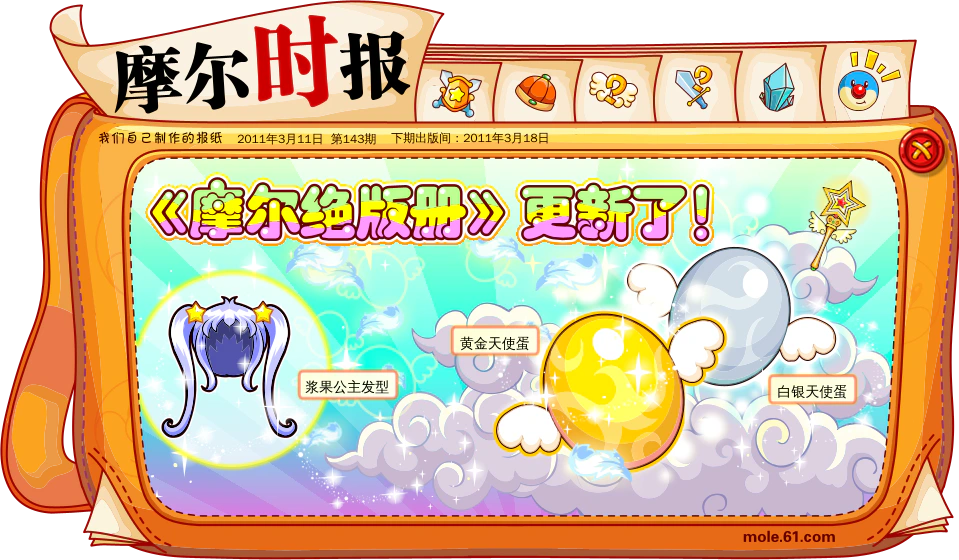 摩尔时报
我们自己制作的报纸 2011年3月11日 第143期 下期出版间：2011年3月18日
《摩尔绝版册》更新了！
黄金天使蛋
浆果公主发型
白银天使蛋
mole.61.com